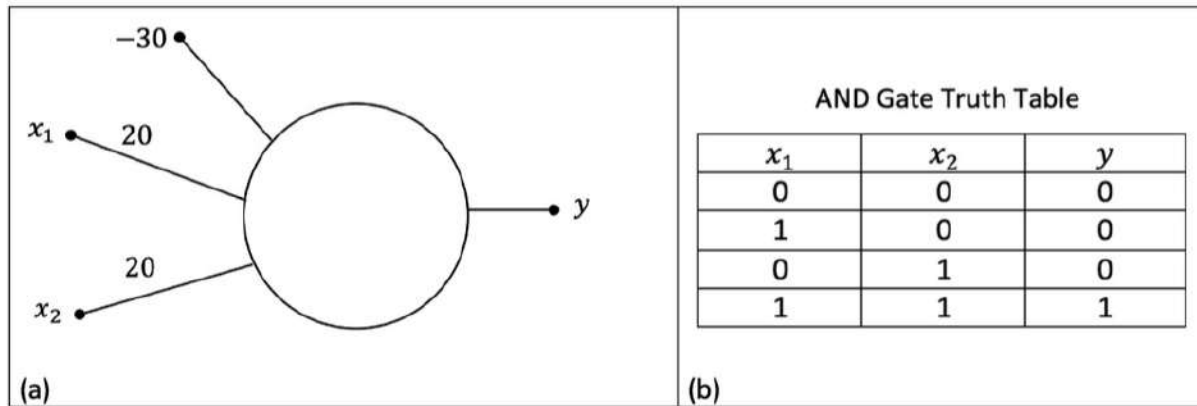 −30
x₁
20
20
x₂
y
(a)
AND Gate Truth Table
x₁ x₂ y
0 0 0
1 0 0
0 1 0
1 1 1
(b)